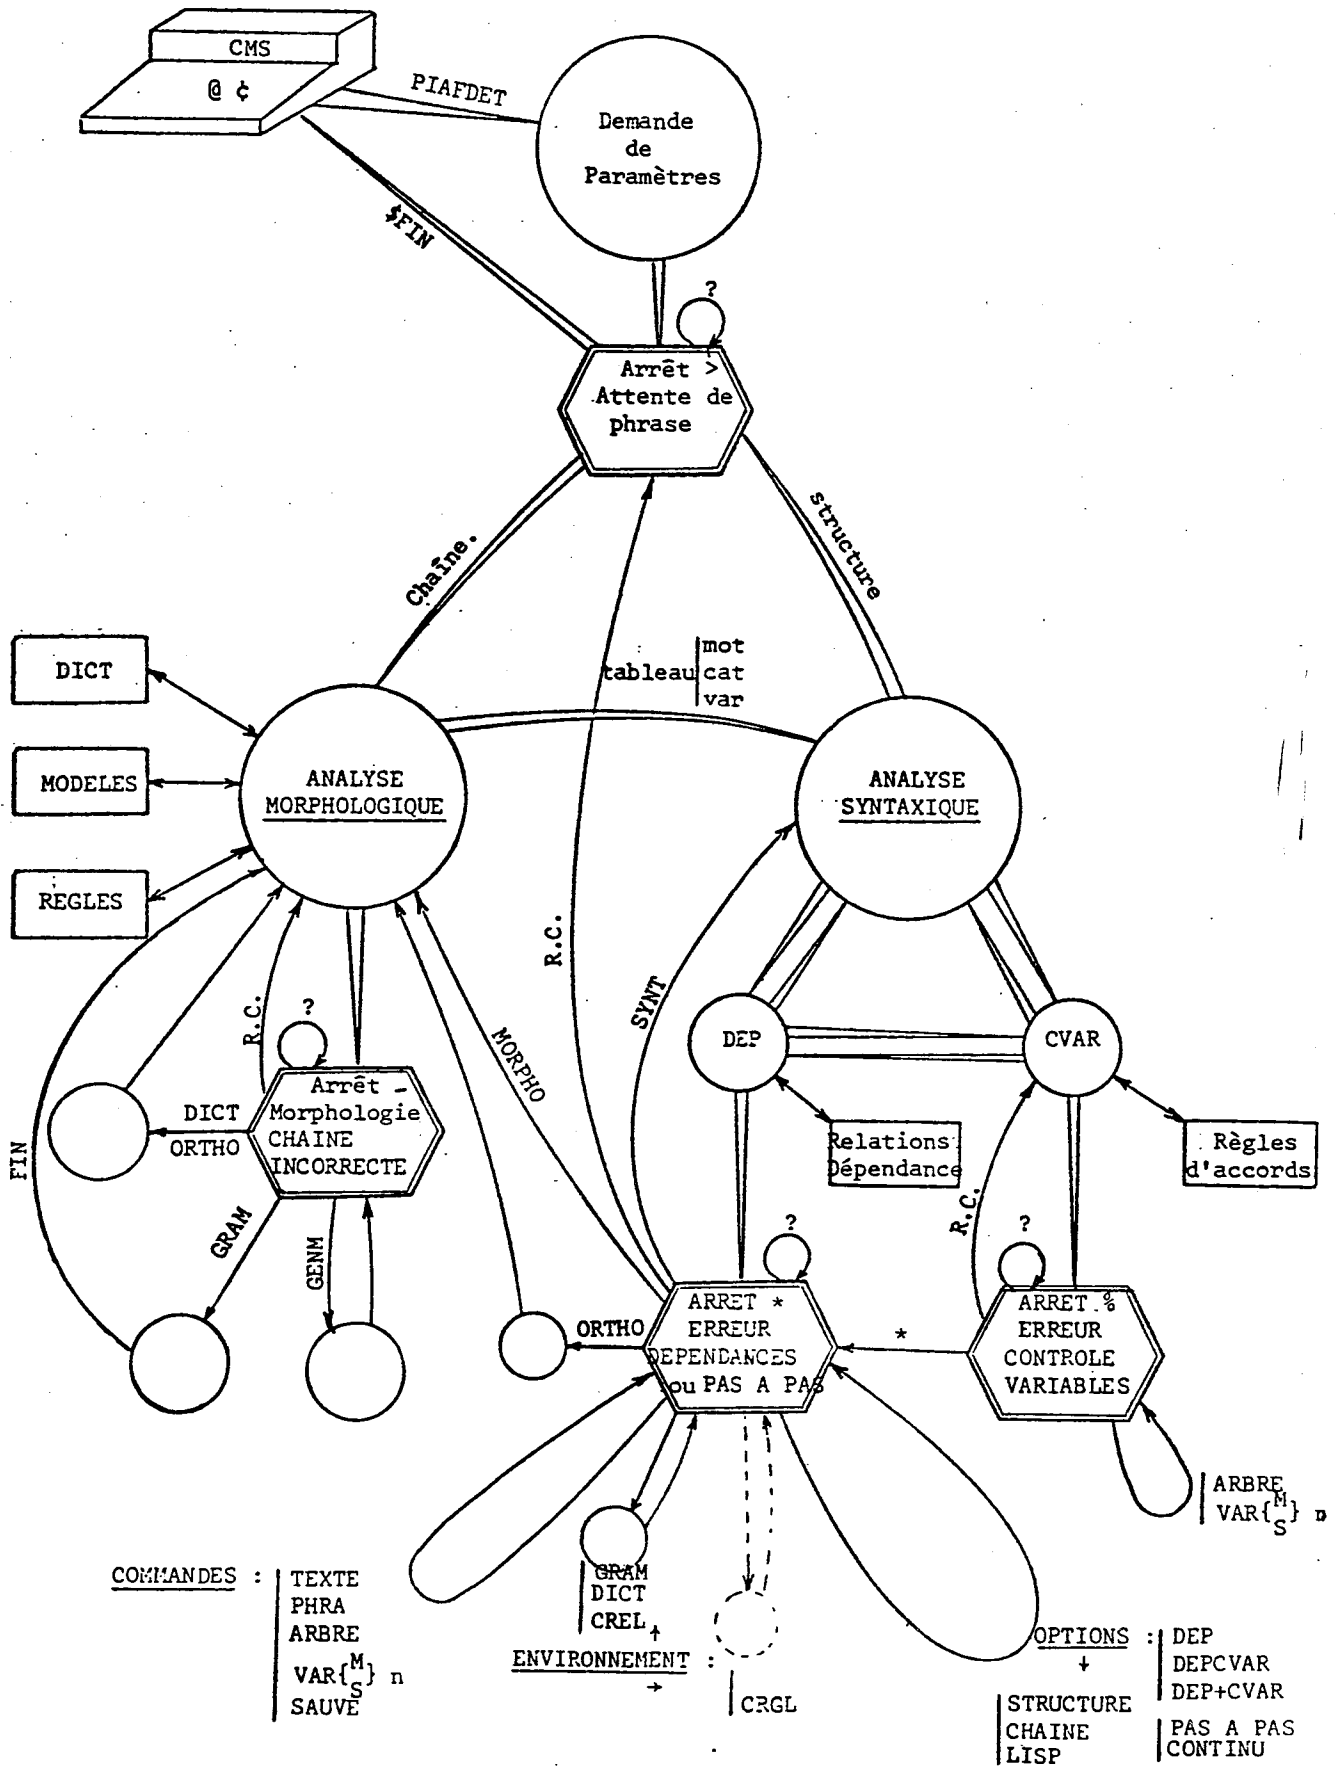 CMS
@ ¢
PIAFDET
Demande
de
Paramètres
$FIN
?
Arrêt >
Attente de
phrase
Chaîne.
structure
tableau
mot
cat
var
DICT
MODELES
REGLES
ANALYSE
MORPHOLOGIQUE
ANALYSE
SYNTAXIQUE
R.C.
SYNT
MORPHO
R.C.
?
DEP
CVAR
Arrêt -
Morphologie
CHAINE
INCORRECTE
DICT
ORTHO
FIN
GRAM
GENM
Relations
Dépendance
Règles
d'accords
R.C.
?
?
ARRET *
ERREUR
DEPENDANCES
ou PAS A PAS
ORTHO
*
ARRET %
ERREUR
CONTROLE
VARIABLES
ARBRE
VAR{M S} n
COMMANDES :
TEXTE
PHRA
ARBRE
VAR{M S} n
SAUVE
GRAM
DICT
CREL ↑
ENVIRONNEMENT :
→
CRGL
OPTIONS :
↓
DEP
DEPCVAR
DEP+CVAR
STRUCTURE
CHAINE
LISP
PAS A PAS
CONTINU